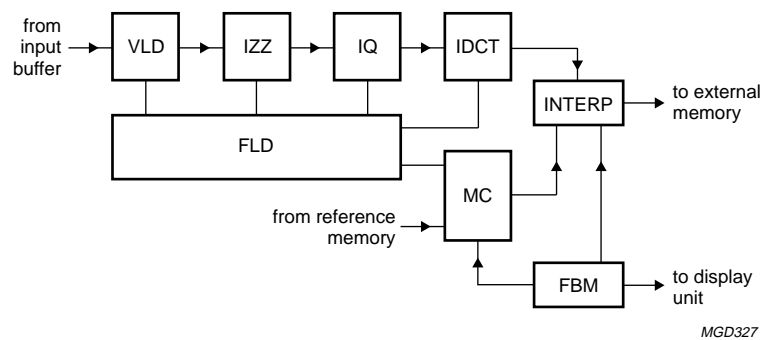 from
input
buffer
VLD
IZZ
IQ
IDCT
INTERP
to external
memory
FLD
MC
from reference
memory
FBM
to display
unit
MGD327